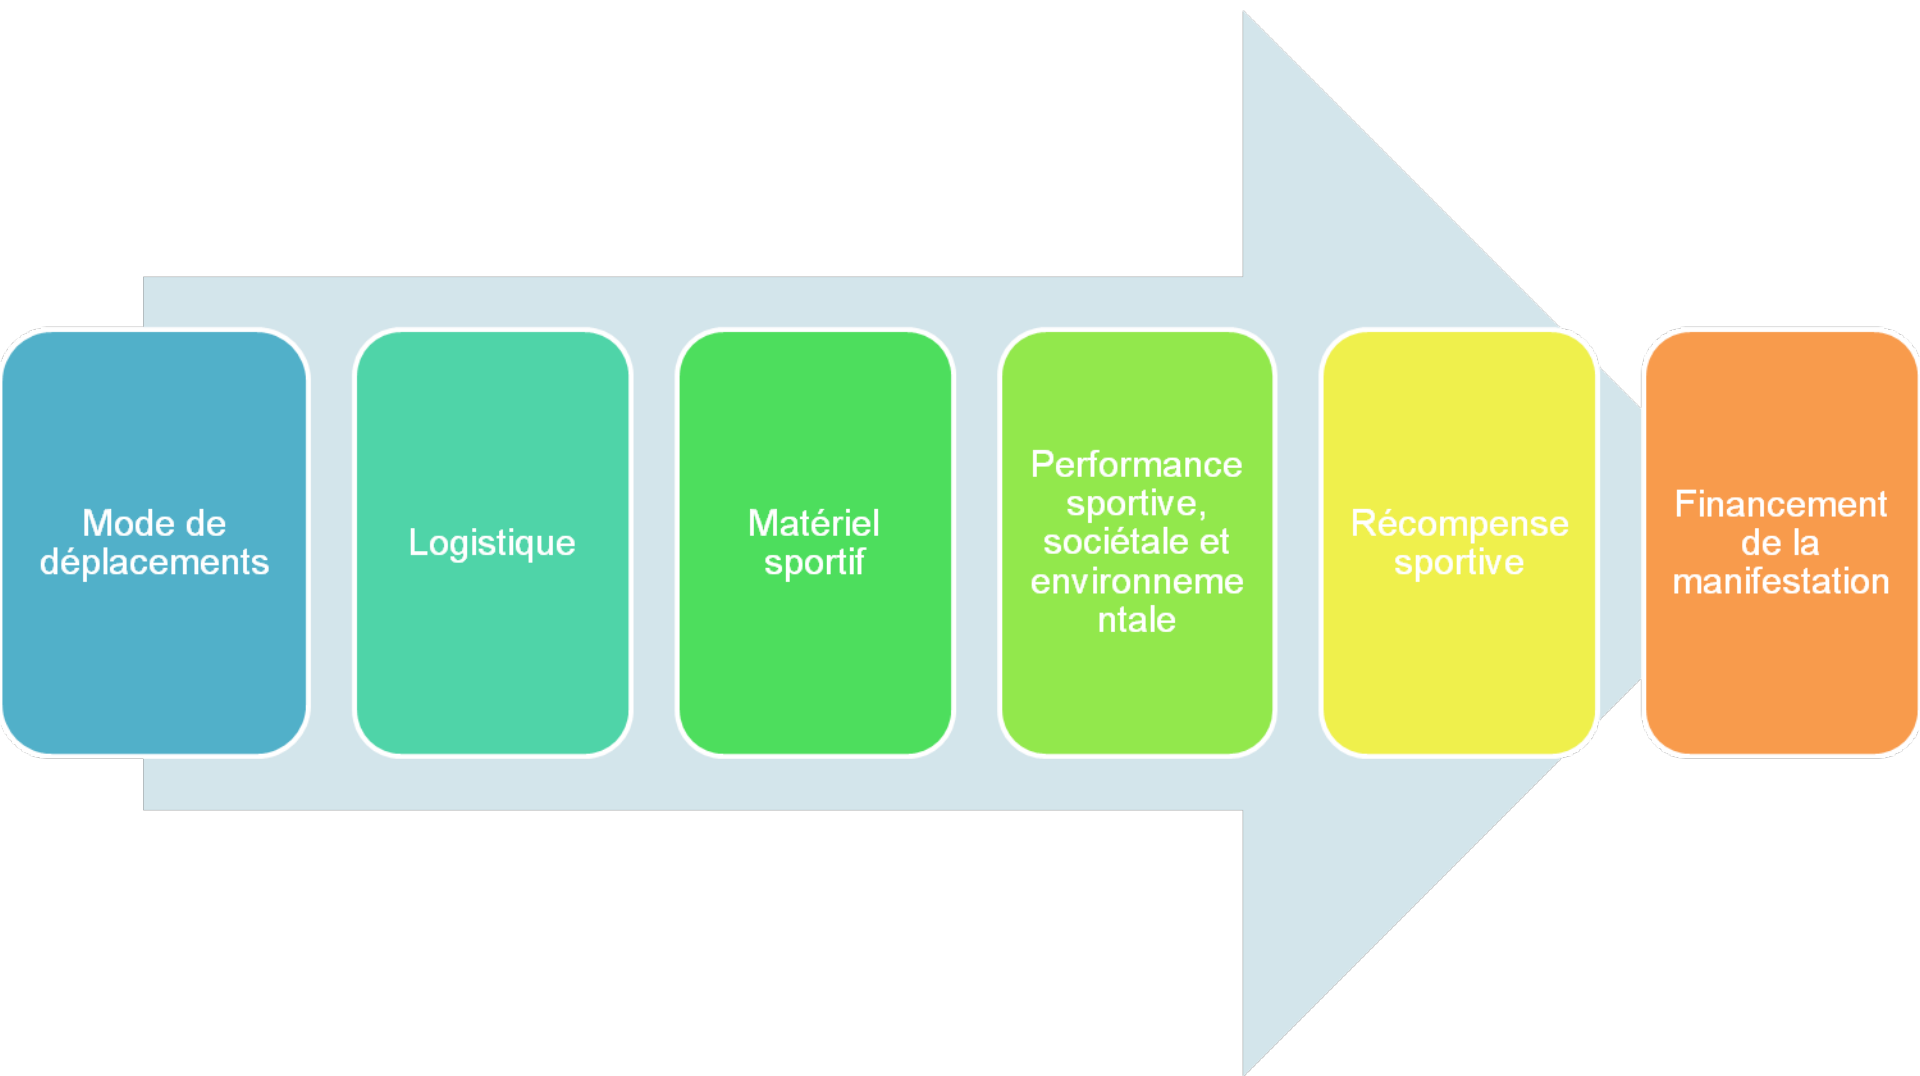 Mode de
déplacements
Logistique
Matériel
sportif
Performance
sportive,
sociétale et
environneme
ntale
Récompense
sportive
Financement
de la
manifestation